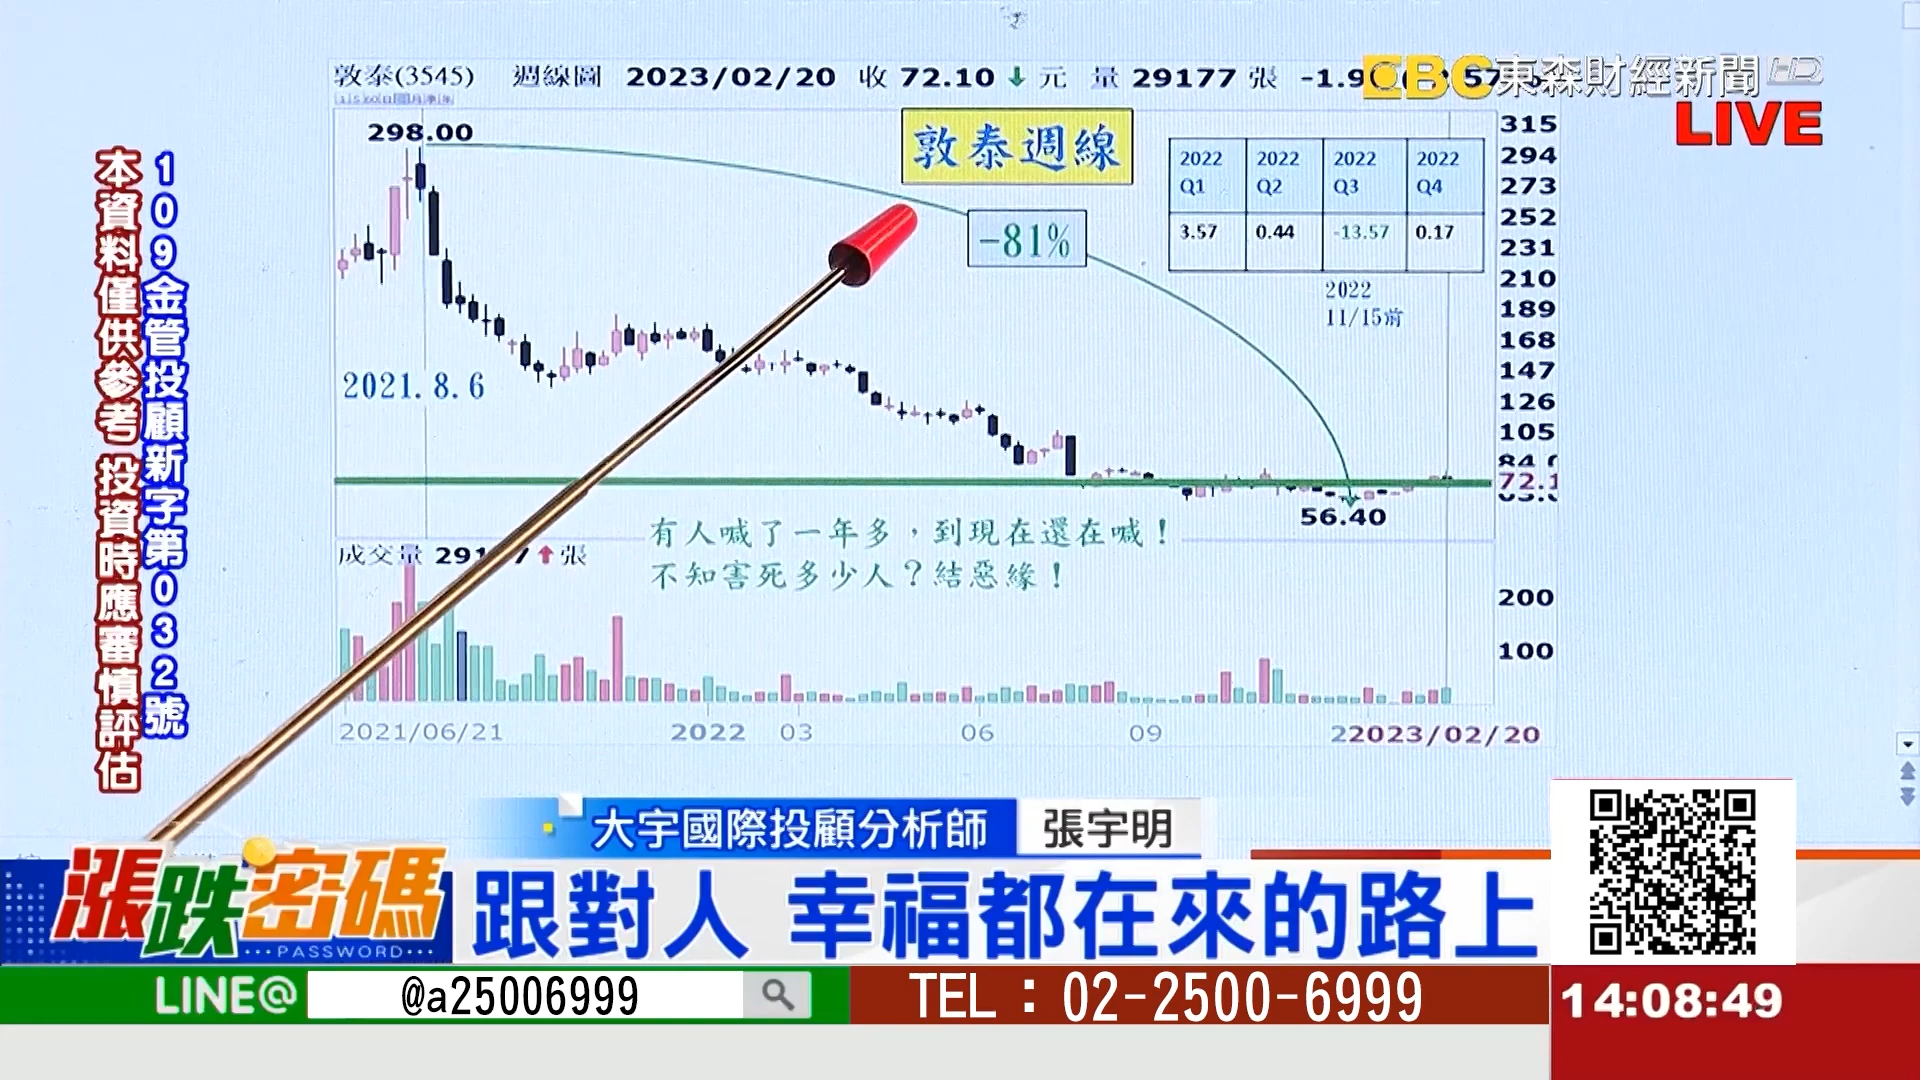 敦泰(3545) 週線圖 2023/02/20 收 72.10 ↓ 元 量 29177 張
EBC 東森財經新聞 HD
LIVE
298.00
敦泰週線
-81%
2022 Q1 2022 Q2 2022 Q3 2022 Q4
3.57 0.44 -13.57 0.17
2022
11/15前
2021.8.6
315
294
273
252
231
210
189
168
147
126
105
72.1
56.40
有人喊了一年多，到現在還在喊！
不知害死多少人？結惡緣！
成交量 ↑ 張
200
100
2021/06/21 2022 03 06 09 2023/02/20
109金管投顧新字第032號
本資料僅供參考 投資時應審慎評估
大宇國際投顧分析師 張宇明
漲跌密碼
PASSWORD
跟對人 幸福都在來的路上
LINE@ @a25006999
TEL：02-2500-6999
14:08:49